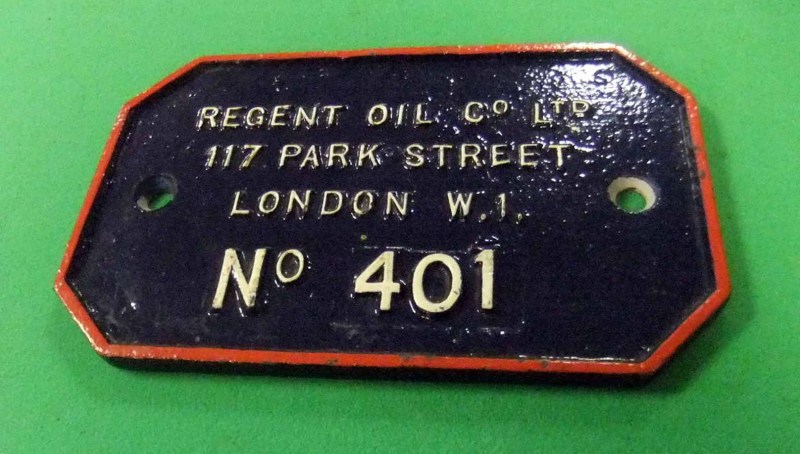 REGENT OIL Co LTD
117 PARK STREET
LONDON W.1.
No 401